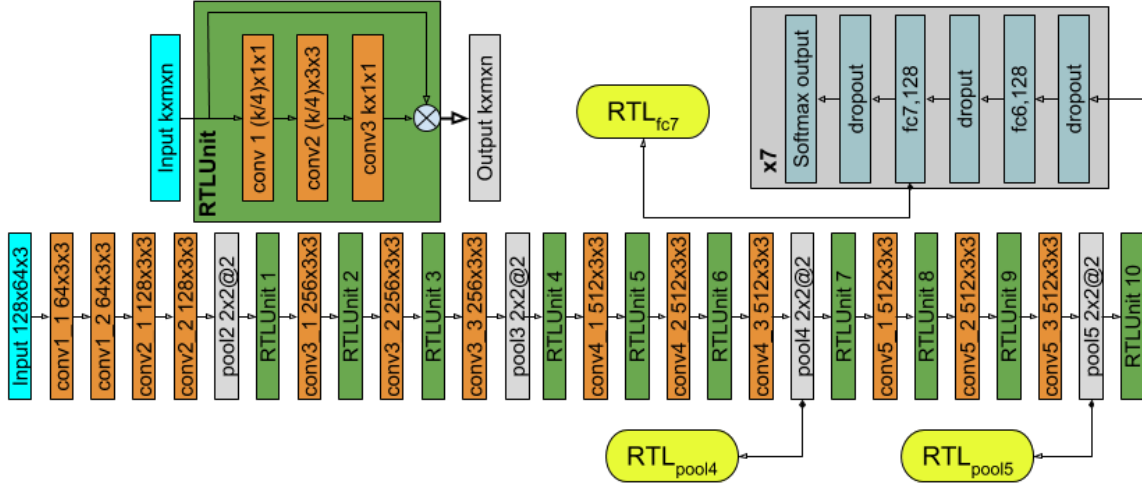 Input kxmxn
RTLUnit
conv 1 (k/4)x1x1
conv2 (k/4)x3x3
conv3 kx1x1
Output kxmxn
RTLfc7
x7
Softmax output
dropout
fc7,128
droput
fc6,128
dropout
Input 128x64x3
conv1_1 64x3x3
conv1_2 64x3x3
conv2_1 128x3x3
conv2_2 128x3x3
pool2 2x2@2
RTLUnit 1
conv3_1 256x3x3
RTLUnit 2
conv3_2 256x3x3
RTLUnit 3
conv3_3 256x3x3
pool3 2x2@2
RTLUnit 4
conv4_1 512x3x3
RTLUnit 5
conv4_2 512x3x3
RTLUnit 6
conv4_3 512x3x3
pool4 2x2@2
RTLUnit 7
conv5_1 512x3x3
RTLUnit 8
conv5_2 512x3x3
RTLUnit 9
conv5_3 512x3x3
pool5 2x2@2
RTLUnit 10
RTLpool4
RTLpool5